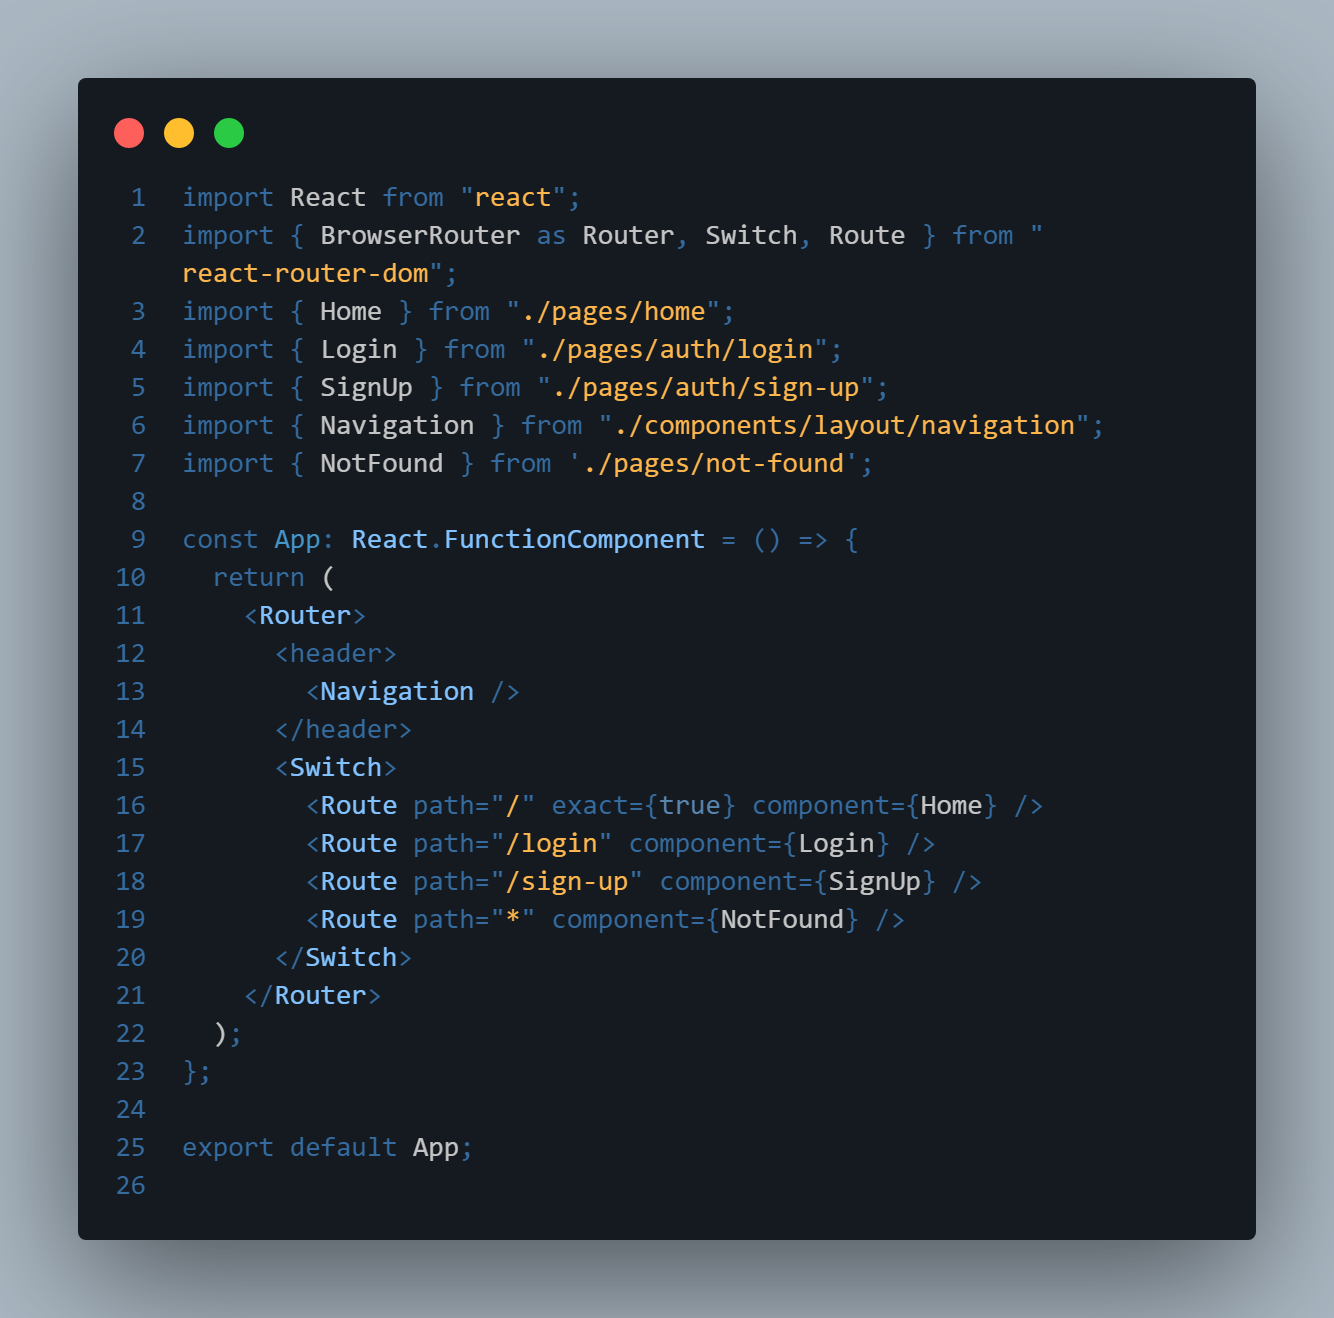 1 import React from "react";
2 import { BrowserRouter as Router, Switch, Route } from "
react-router-dom";
3 import { Home } from "./pages/home";
4 import { Login } from "./pages/auth/login";
5 import { SignUp } from "./pages/auth/sign-up";
6 import { Navigation } from "./components/layout/navigation";
7 import { NotFound } from './pages/not-found';
8
9 const App: React.FunctionComponent = () => {
10   return (
11     <Router>
12       <header>
13         <Navigation />
14       </header>
15       <Switch>
16         <Route path="/" exact={true} component={Home} />
17         <Route path="/login" component={Login} />
18         <Route path="/sign-up" component={SignUp} />
19         <Route path="*" component={NotFound} />
20       </Switch>
21     </Router>
22   );
23 };
24
25 export default App;
26